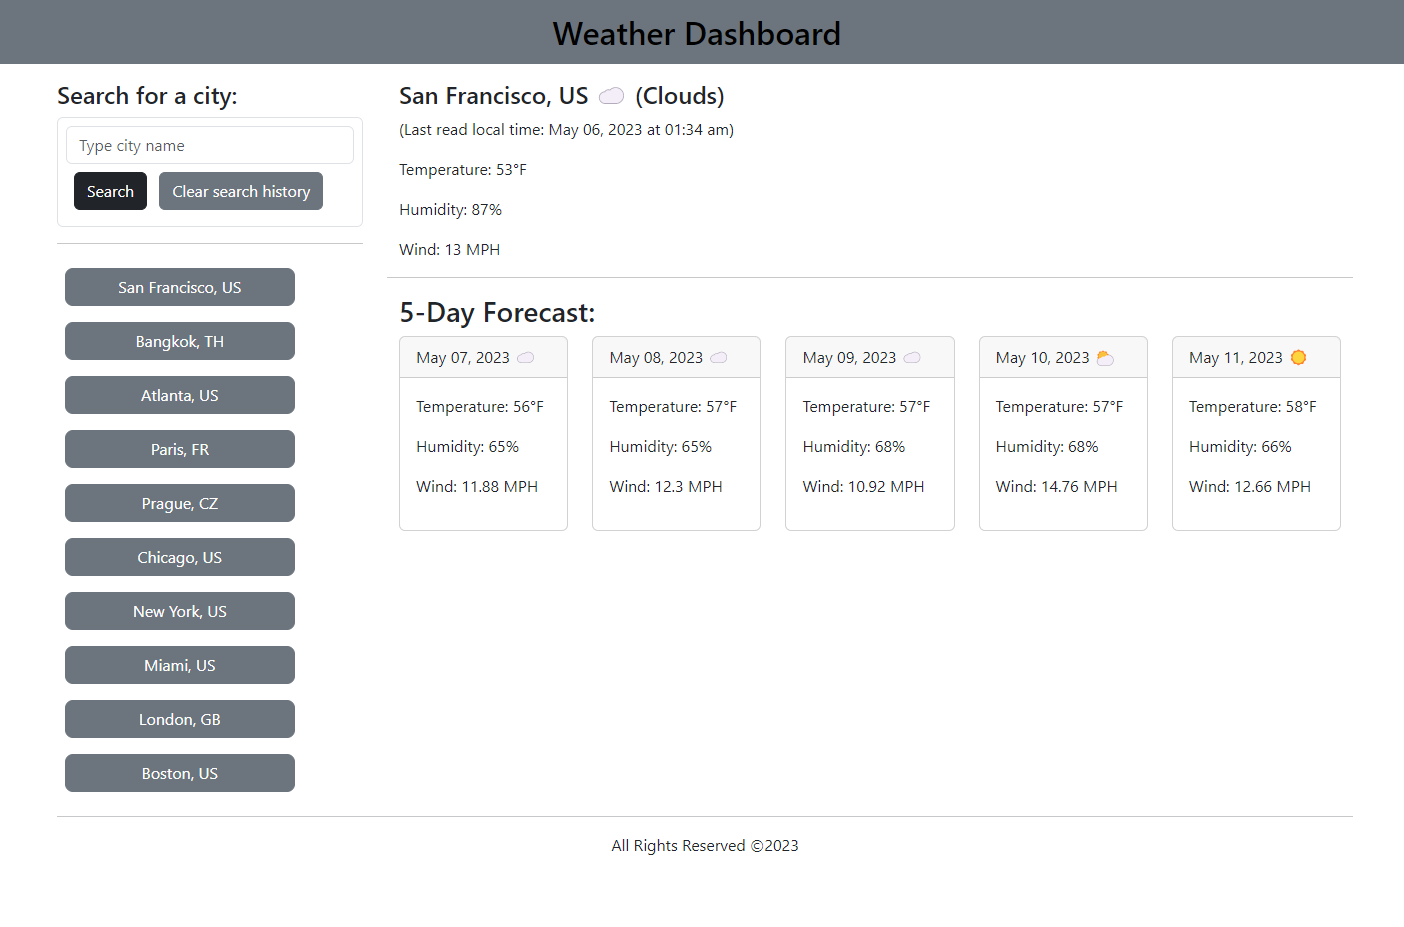 Weather Dashboard
Search for a city:
Type city name
Search
Clear search history
San Francisco, US
Bangkok, TH
Atlanta, US
Paris, FR
Prague, CZ
Chicago, US
New York, US
Miami, US
London, GB
Boston, US
San Francisco, US (Clouds)
(Last read local time: May 06, 2023 at 01:34 am)
Temperature: 53°F
Humidity: 87%
Wind: 13 MPH
5-Day Forecast:
May 07, 2023
Temperature: 56°F
Humidity: 65%
Wind: 11.88 MPH
May 08, 2023
Temperature: 57°F
Humidity: 65%
Wind: 12.3 MPH
May 09, 2023
Temperature: 57°F
Humidity: 68%
Wind: 10.92 MPH
May 10, 2023
Temperature: 57°F
Humidity: 68%
Wind: 14.76 MPH
May 11, 2023
Temperature: 58°F
Humidity: 66%
Wind: 12.66 MPH
All Rights Reserved ©2023